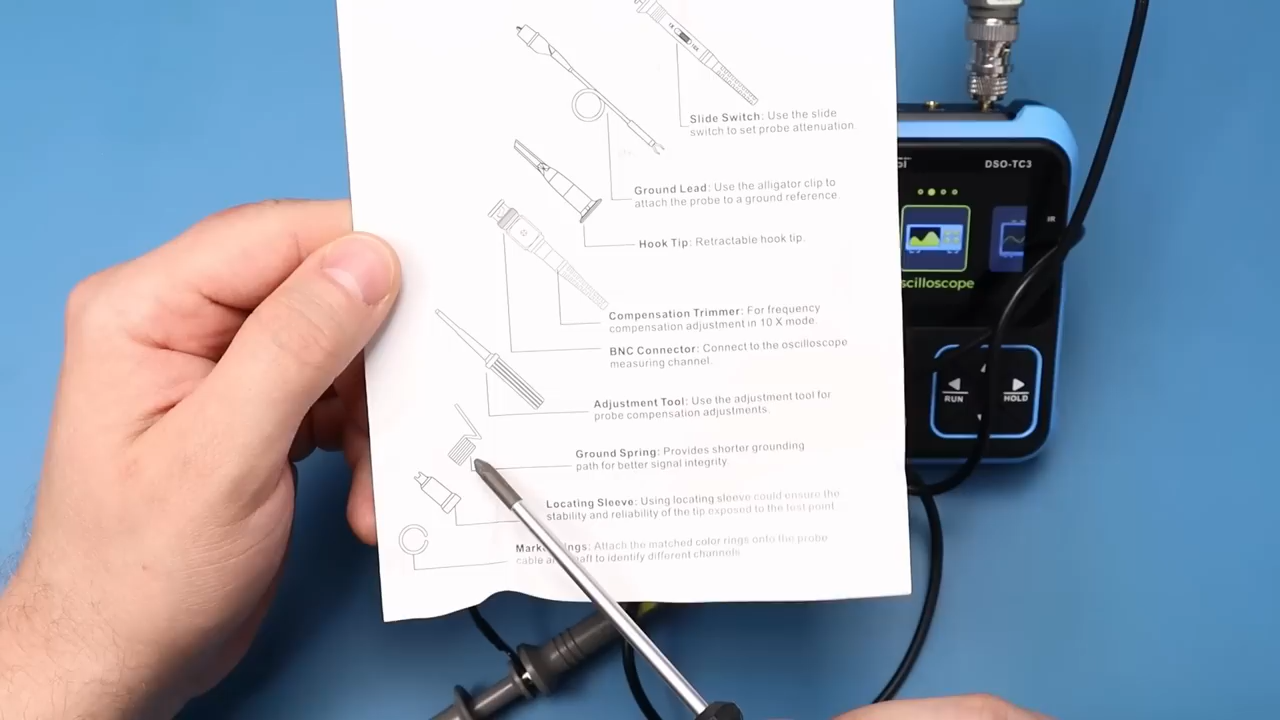 Slide Switch: Use the slide
switch to set probe attenuation
Ground Lead: Use the alligator clip to
attach the probe to a ground reference.
Hook Tip: Retractable hook tip.
Compensation Trimmer: For frequency
compensation adjustment in 10 X mode.
BNC Connector: Connect to the oscilloscope
measuring channel.
Adjustment Tool: Use the adjustment tool for
probe compensation adjustments.
Ground Spring: Provides shorter grounding
path for better signal integrity
Locating Sleeve: Using locating sleeve could ensure the
stability and reliability of the tip exposed to the test point
Attach the matched color rings onto the probe
cable to identify different channels
DSO-TC3
IR
scilloscope
RUN
HOLD